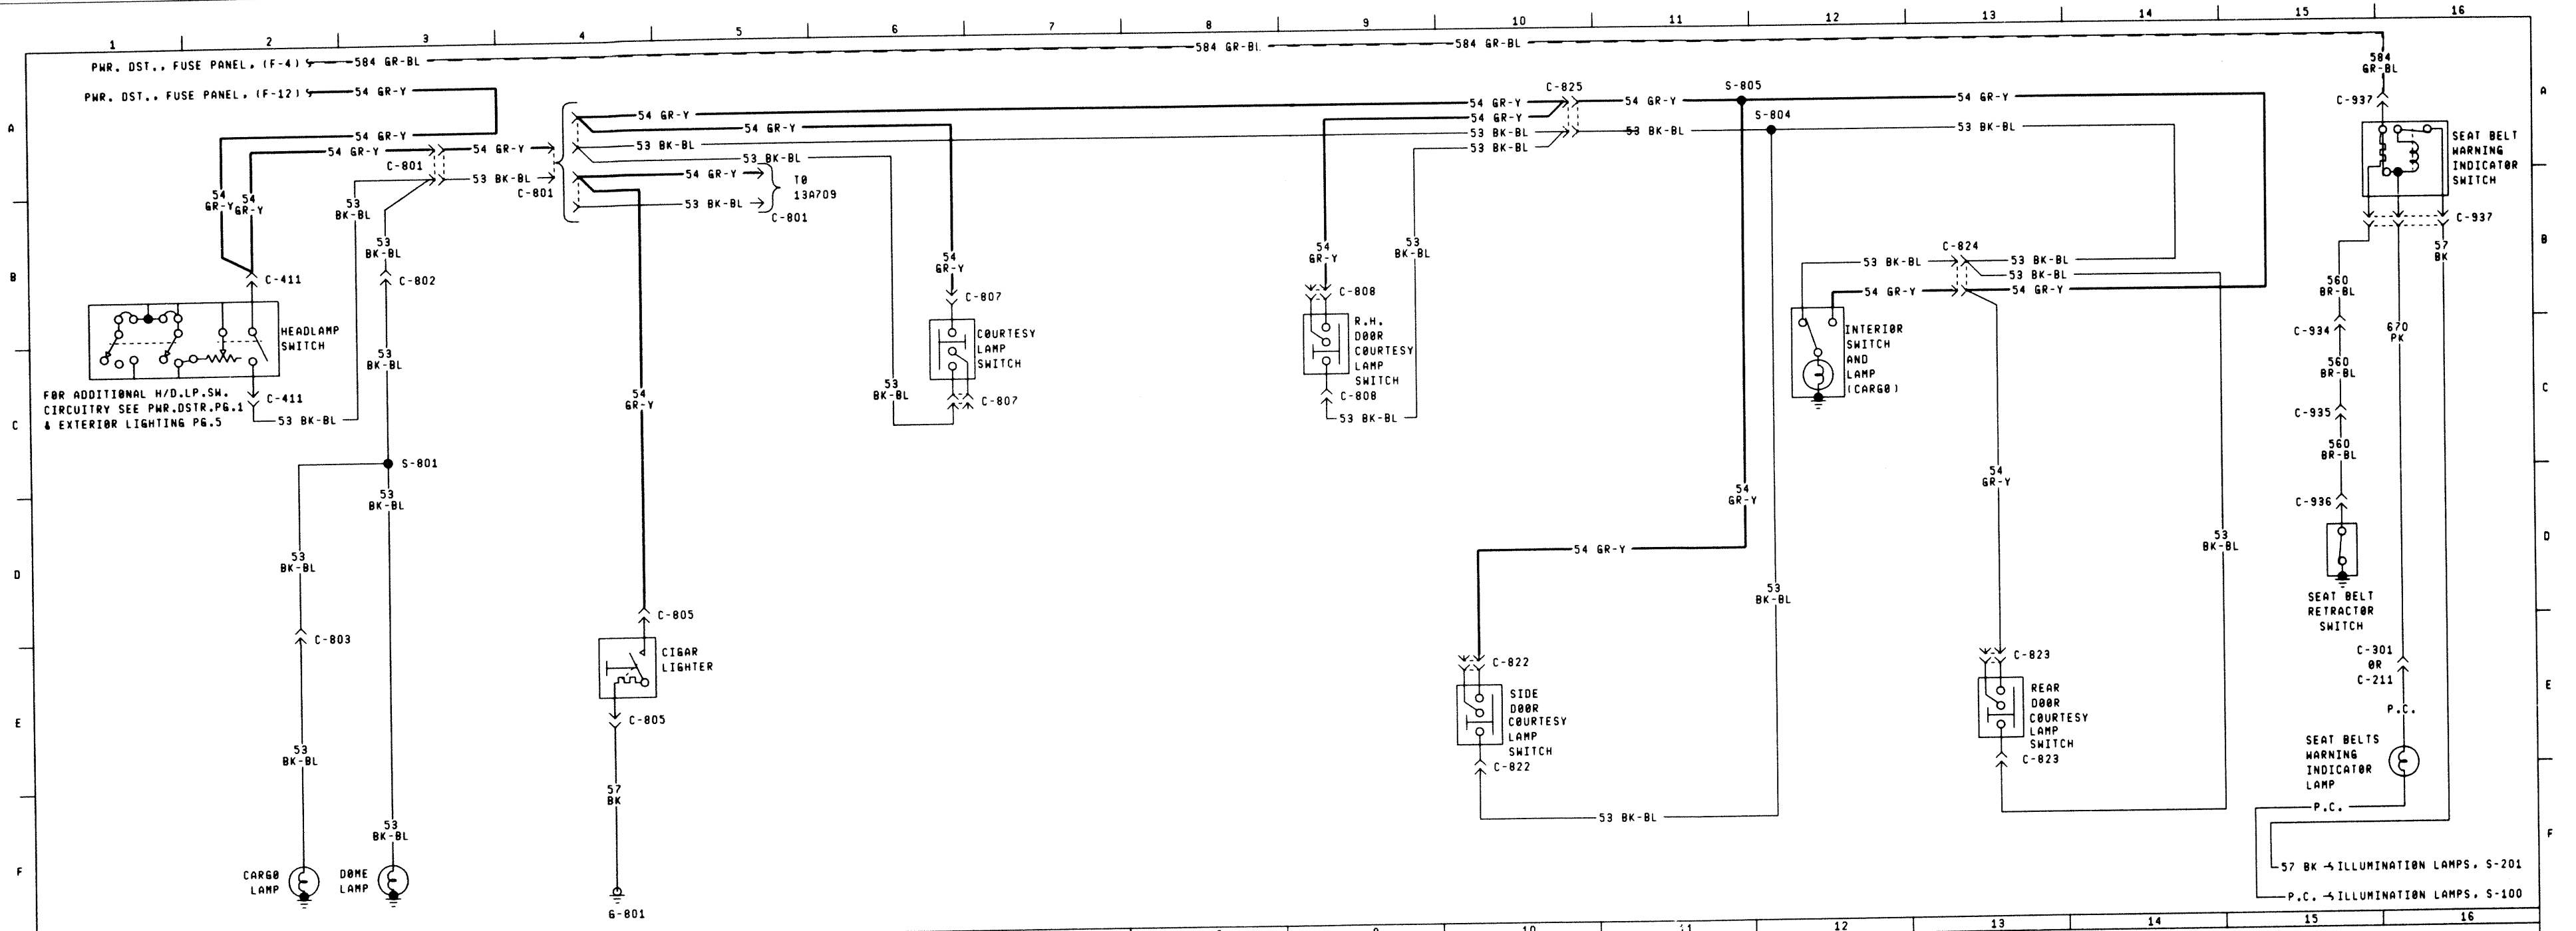 1 2 3 4 5 6 7 8 9 10 11 12 13 14 15 16
PWR. DST., FUSE PANEL, (F-4) 584 GR-BL
584 GR-BL
584 GR-BL
584
GR-BL
PWR. DST., FUSE PANEL, (F-12) 54 GR-Y
A
A
54 GR-Y
54 GR-Y
54 GR-Y
C-801
53 BK-BL
C-801
54 GR-Y
54 GR-Y
53 BK-BL
53 BK-BL
54 GR-Y
53 BK-BL
TO
13A709
C-801
54 GR-Y
54 GR-Y
53 BK-BL
53 BK-BL
C-825
54 GR-Y
53 BK-BL
S-805
S-804
54 GR-Y
53 BK-BL
C-937
SEAT BELT
WARNING
INDICATOR
SWITCH
C-937
54
GR-Y
54
GR-Y
53
BK-BL
53
BK-BL
B
B
C-411
C-802
HEADLAMP
SWITCH
C-411
FOR ADDITIONAL H/D.LP.SW.
CIRCUITRY SEE PWR.DSTR.PG.1
& EXTERIOR LIGHTING PG.5
53 BK-BL
53
BK-BL
54
GR-Y
53
BK-BL
54
GR-Y
C-807
COURTESY
LAMP
SWITCH
C-807
54
GR-Y
53
BK-BL
C-808
R.H.
DOOR
COURTESY
LAMP
SWITCH
C-808
53 BK-BL
C-824
53 BK-BL
53 BK-BL
53 BK-BL
54 GR-Y
54 GR-Y
INTERIOR
SWITCH
AND
LAMP
(CARGO)
57
BK
560
BR-BL
C-934
670
PK
560
BR-BL
C-935
560
BR-BL
C-936
C
C
S-801
53
BK-BL
54
GR-Y
54
GR-Y
D
D
53
BK-BL
54 GR-Y
53
BK-BL
53
BK-BL
SEAT BELT
RETRACTOR
SWITCH
C-803
C-805
CIGAR
LIGHTER
C-805
C-822
SIDE
DOOR
COURTESY
LAMP
SWITCH
C-822
C-823
REAR
DOOR
COURTESY
LAMP
SWITCH
C-823
C-301
OR
C-211
P.C.
E
E
53
BK-BL
57
BK
SEAT BELTS
WARNING
INDICATOR
LAMP
P.C.
53
BK-BL
53 BK-BL
F
F
CARGO
LAMP
DOME
LAMP
G-801
57 BK ILLUMINATION LAMPS, S-201
P.C. ILLUMINATION LAMPS, S-100
12 13 14 15 16